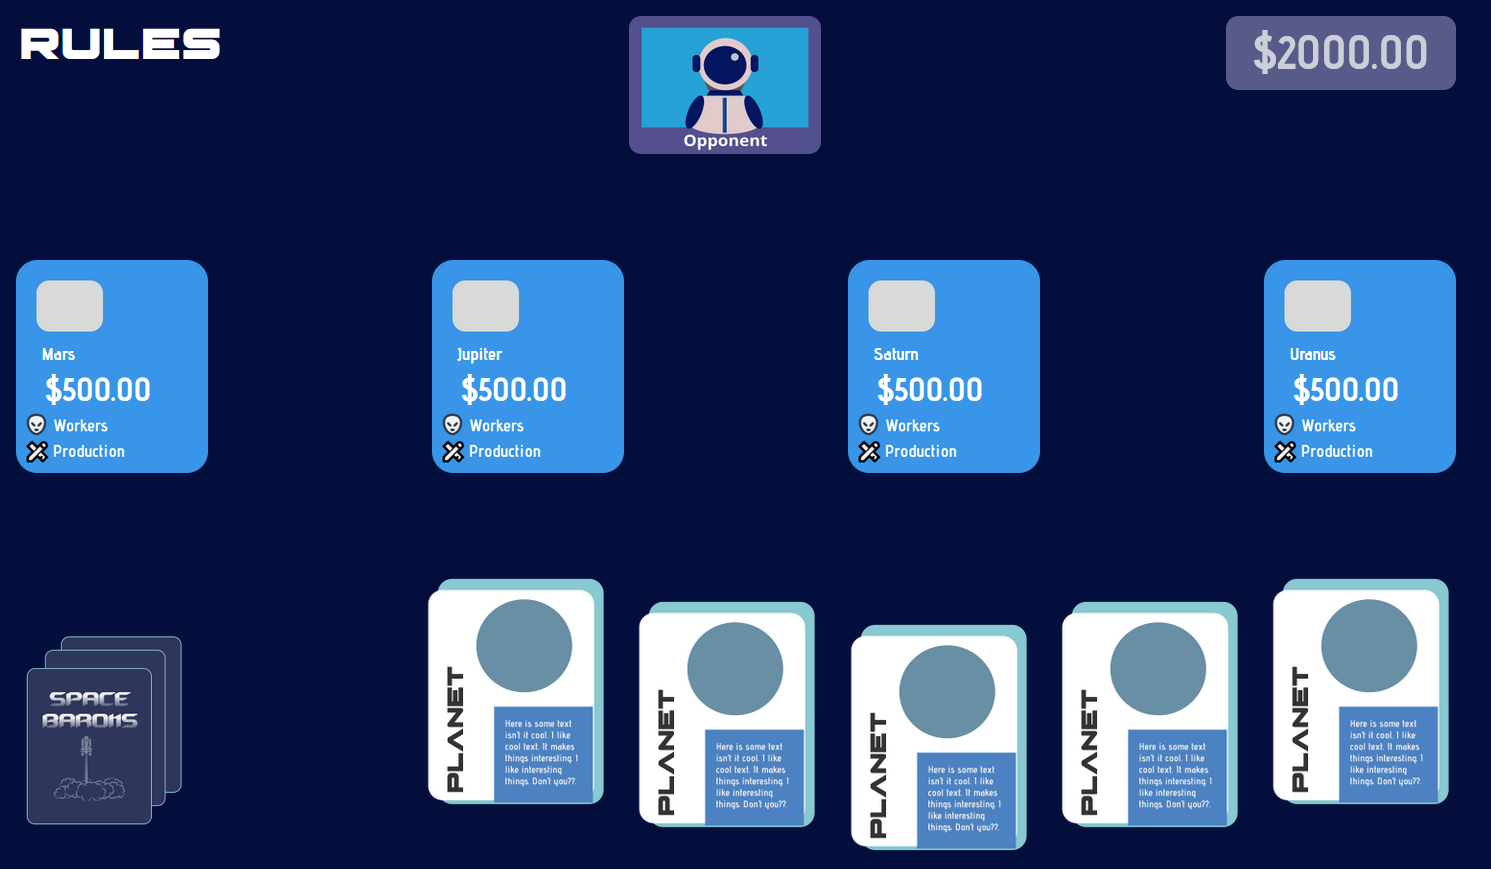 RULES
Opponent
$2000.00
Mars
$500.00
Workers
Production
Jupiter
$500.00
Workers
Production
Saturn
$500.00
Workers
Production
Uranus
$500.00
Workers
Production
SPACE
BARONS
PLANET
Here is some text
isn't it cool. I like
cool text. It makes
things interesting. I
like interesting
things. Don't you??.
PLANET
Here is some text
isn't it cool. I like
cool text. It makes
things interesting. I
like interesting
things. Don't you??.
PLANET
Here is some text
isn't it cool. I like
cool text. It makes
things interesting. I
like interesting
things. Don't you??.
PLANET
Here is some text
isn't it cool. I like
cool text. It makes
things interesting. I
like interesting
things. Don't you??.
PLANET
Here is some text
isn't it cool. I like
cool text. It makes
things interesting. I
like interesting
things. Don't you??.